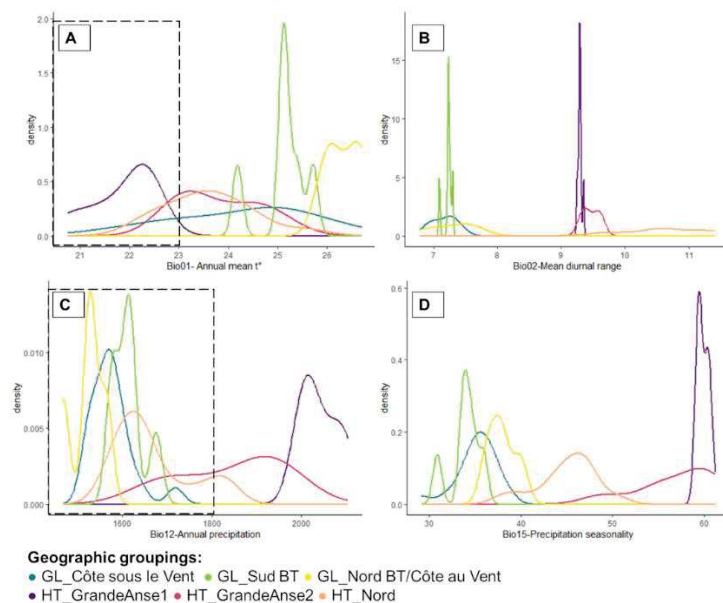 A
B
2.0
1.5
1.0
0.5
0.0
density
21 22 23 24 25 26
Bio01- Annual mean t°
15
10
5
0
density
7 8 9 10 11
Bio02-Mean diurnal range
C
D
0.010
0.005
0.000
density
1600 1800 2000
Bio12-Annual precipitation
0.6
0.4
0.2
0.0
density
30 40 50 60
Bio15-Precipitation seasonality
Geographic groupings:
GL_Côte sous le Vent GL_Sud BT GL_Nord BT/Côte au Vent
HT_GrandeAnse1 HT_GrandeAnse2 HT_Nord